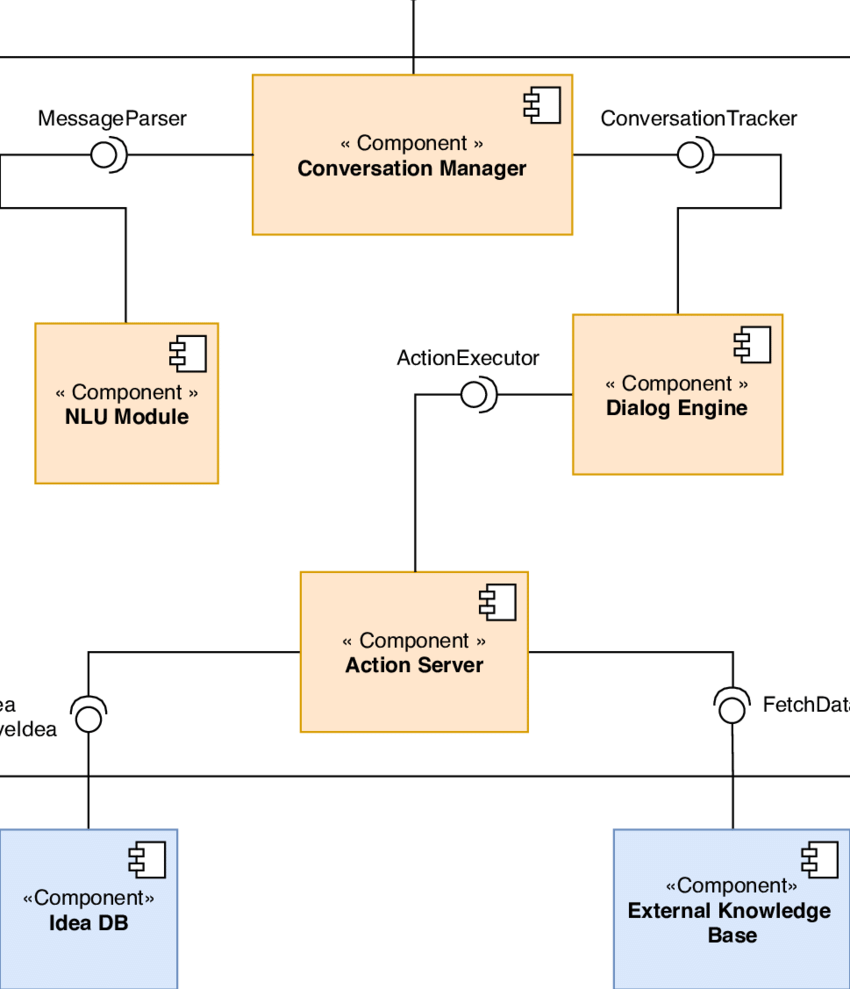 MessageParser
ConversationTracker
« Component »
Conversation Manager
« Component »
NLU Module
ActionExecutor
« Component »
Dialog Engine
« Component »
Action Server
FetchData
«Component»
Idea DB
«Component»
External Knowledge
Base